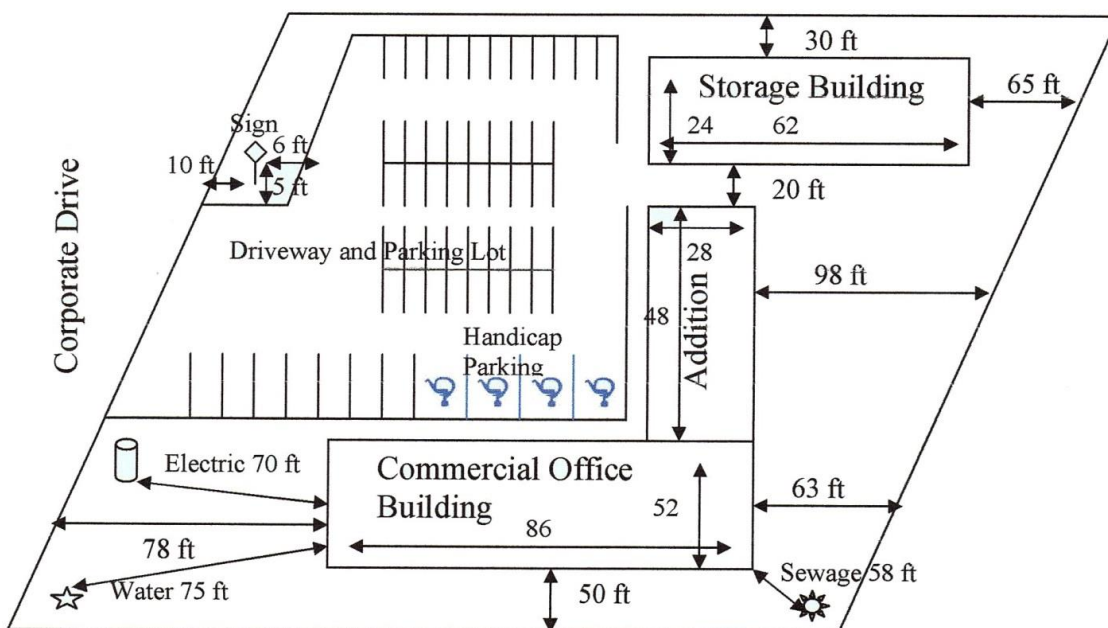 30 ft
Storage Building
65 ft
24
62
Sign
6 ft
10 ft
5 ft
20 ft
Driveway and Parking Lot
28
98 ft
Corporate Drive
48
Addition
Handicap
Parking
Electric 70 ft
Commercial Office
Building
52
63 ft
86
78 ft
Water 75 ft
50 ft
Sewage 58 ft